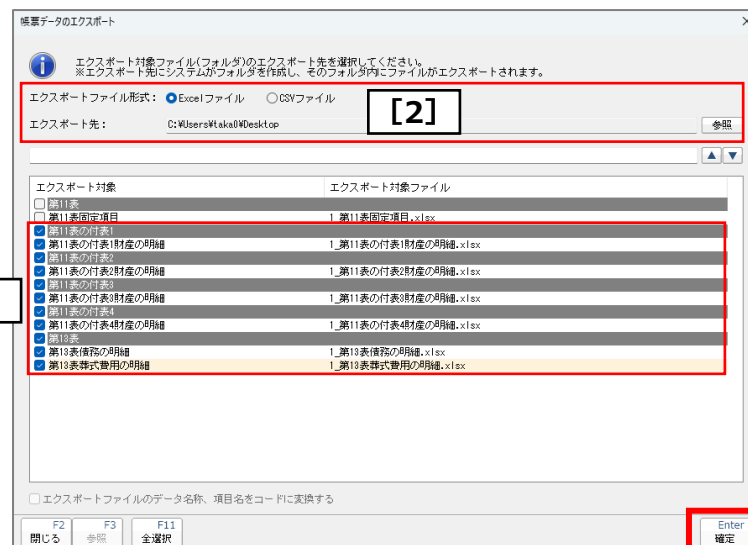 帳票データのエクスポート
エクスポート対象ファイル(フォルダ)のエクスポート先を選択してください。
※エクスポート先にシステムがフォルダを作成し、そのフォルダ内にファイルがエクスポートされます。
エクスポートファイル形式： Excelファイル CSVファイル
[2]
エクスポート先： C:¥Users¥taka0¥Desktop 参照
▲ ▼
エクスポート対象 エクスポート対象ファイル
第11表
第11表固定項目 1_第11表固定項目.xlsx
第11表の付表1
第11表の付表1財産の明細 1_第11表の付表1財産の明細.xlsx
第11表の付表2
第11表の付表2財産の明細 1_第11表の付表2財産の明細.xlsx
第11表の付表3
第11表の付表3財産の明細 1_第11表の付表3財産の明細.xlsx
第11表の付表4
第11表の付表4財産の明細 1_第11表の付表4財産の明細.xlsx
第13表
第13表債務の明細 1_第13表債務の明細.xlsx
第13表葬式費用の明細 1_第13表葬式費用の明細.xlsx
エクスポートファイルのデータ名称、項目名をコードに変換する
F2 F3 F11 Enter
閉じる 参照 全選択 確定